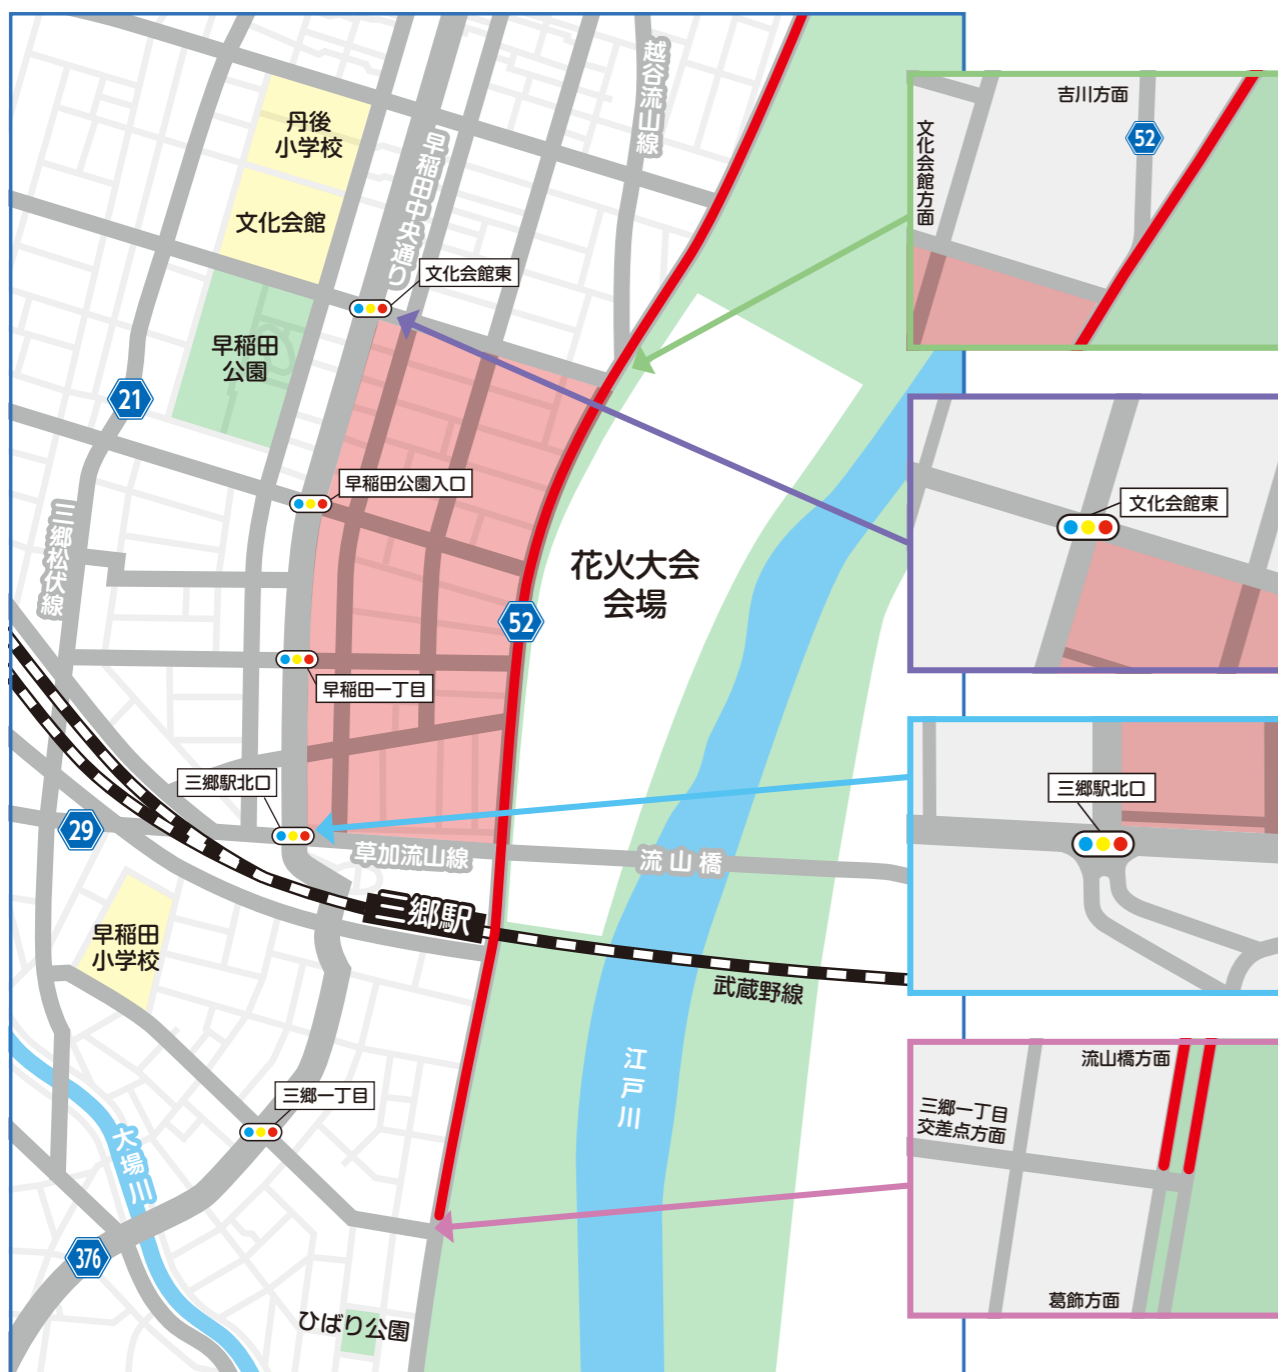 越谷流山線
丹後
小学校
早稲田中央通り
文化会館
文化会館東
早稲田
公園
21
早稲田公園入口
三郷松伏線
花火大会
会場
52
早稲田一丁目
三郷駅北口
29
草加流山線
流山橋
三郷駅
早稲田
小学校
武蔵野線
江戸川
三郷一丁目
大場川
376
ひばり公園
吉川方面
52
文化会館方面
文化会館東
三郷駅北口
流山橋方面
三郷一丁目
交差点方面
葛飾方面